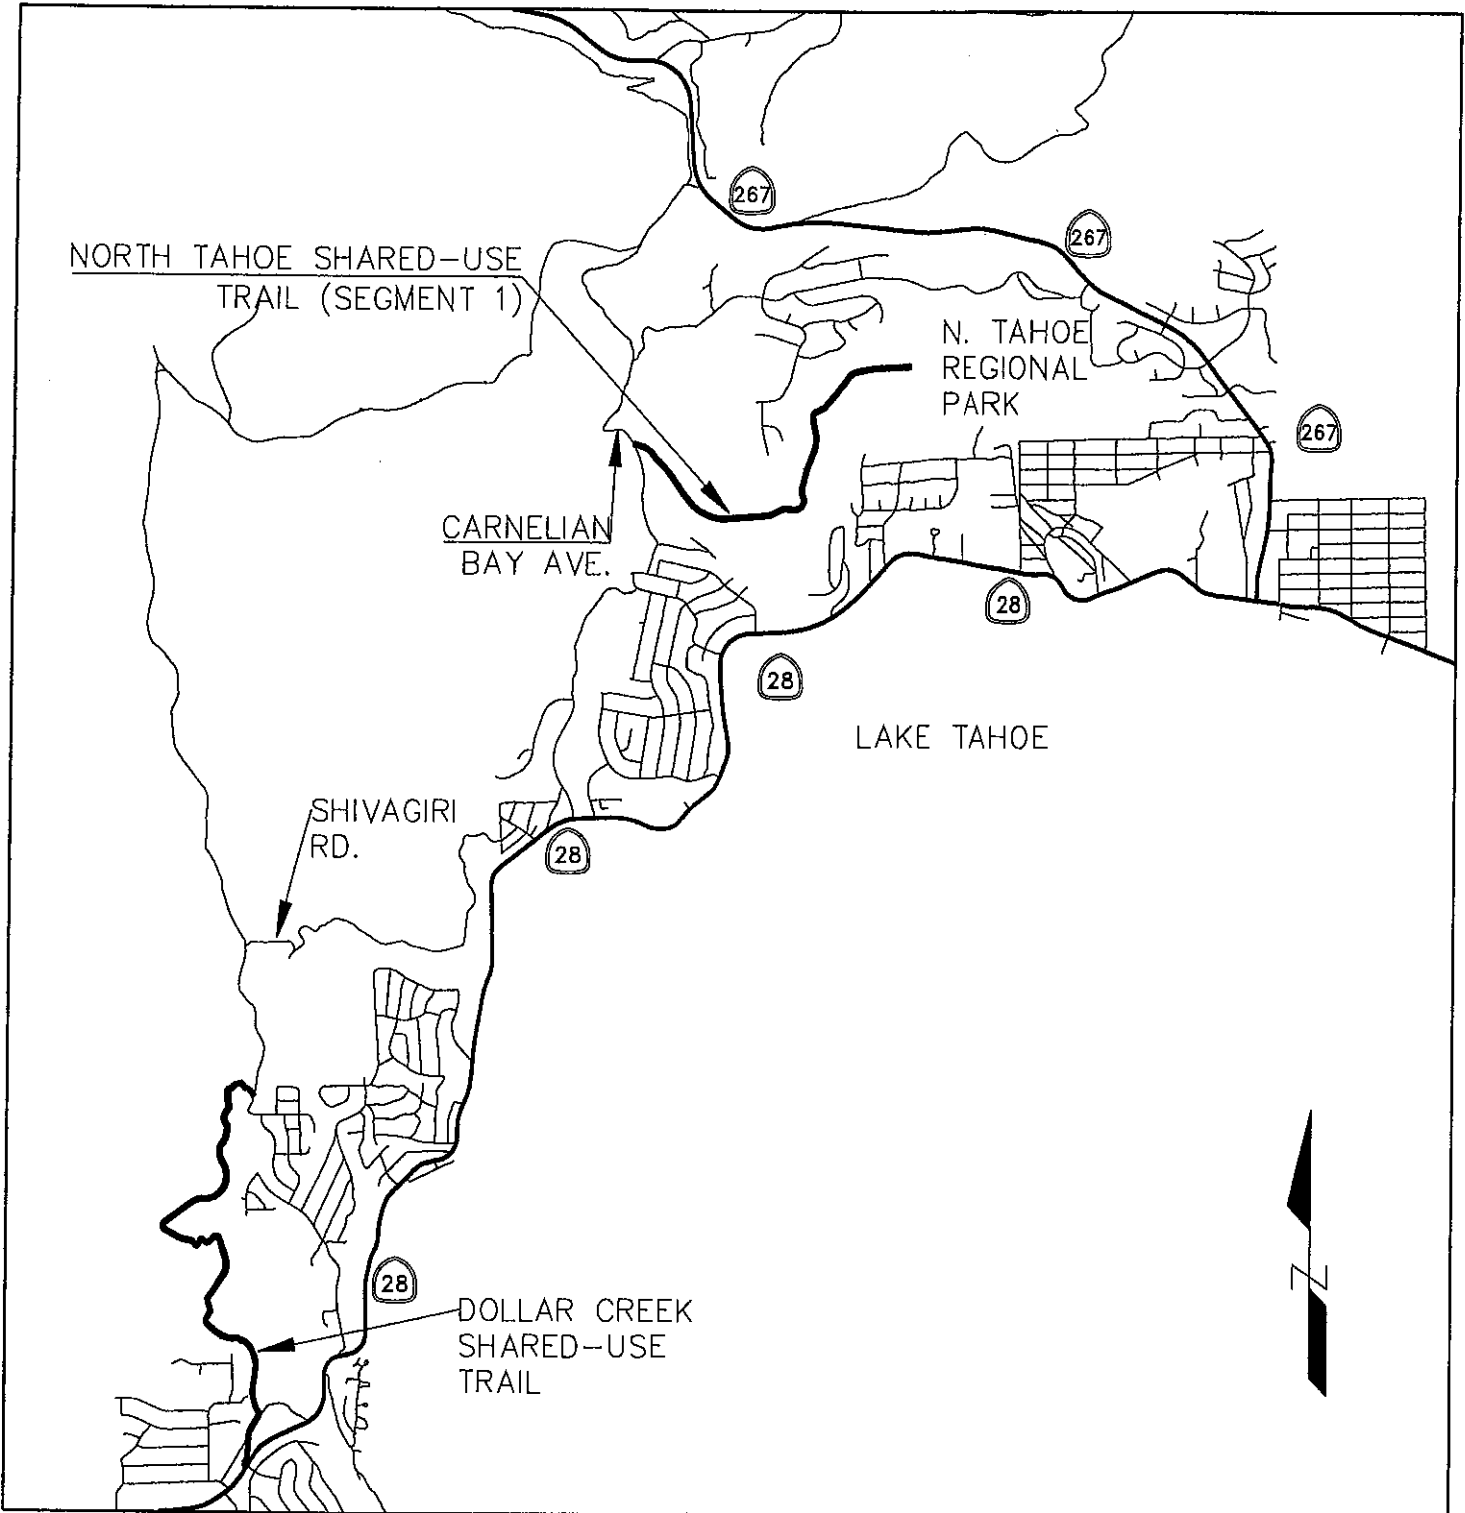 267
267
NORTH TAHOE SHARED-USE
TRAIL (SEGMENT 1)
N. TAHOE
REGIONAL
PARK
267
CARNELIAN
BAY AVE.
28
28
LAKE TAHOE
SHIVAGIRI
RD.
28
28
DOLLAR CREEK
SHARED-USE
TRAIL
N